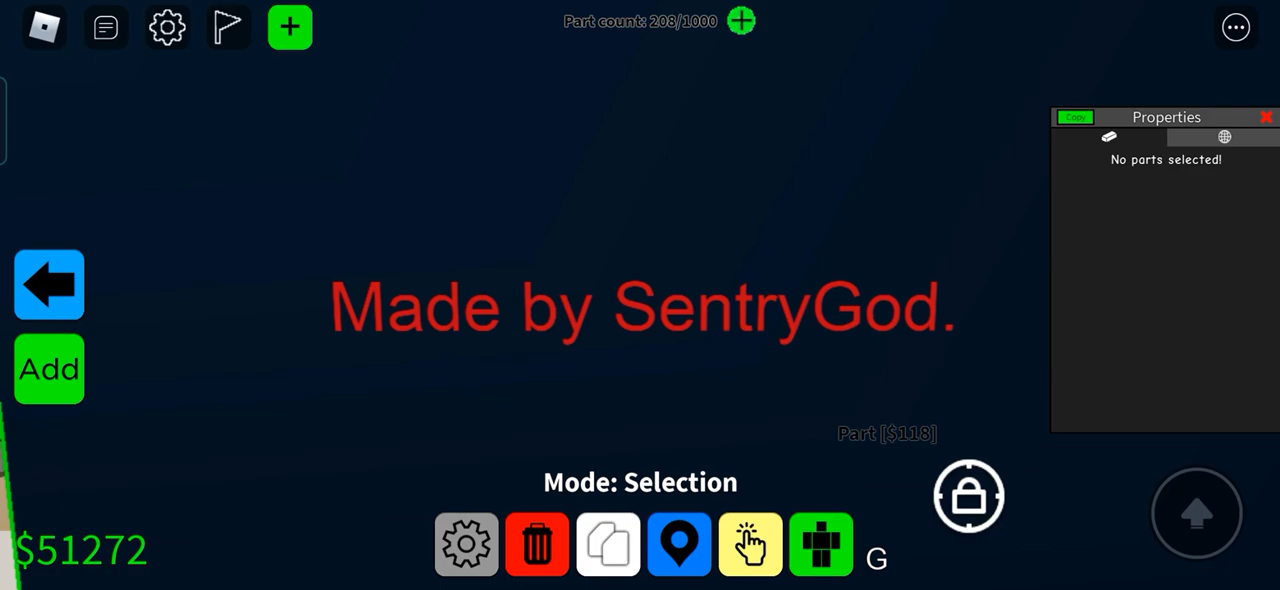 Part count: 208/1000
Copy
Properties
No parts selected!
Made by SentryGod.
Add
Part [$118]
Mode: Selection
$51272
G